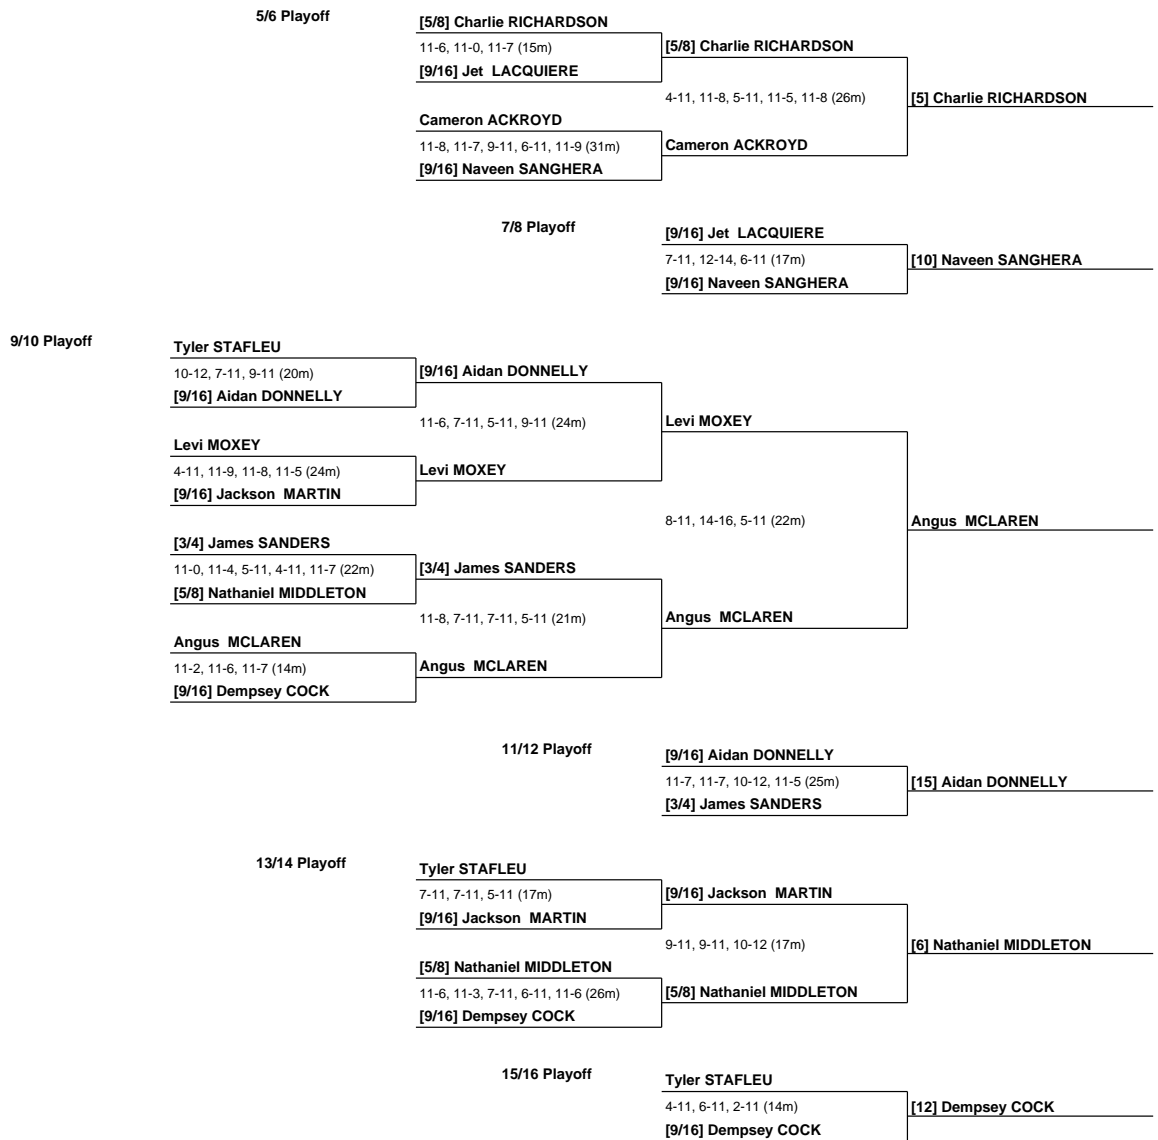 5/6 Playoff
[5/8] Charlie RICHARDSON
11-6, 11-0, 11-7 (15m)
[9/16] Jet  LACQUIERE
[5/8] Charlie RICHARDSON
4-11, 11-8, 5-11, 11-5, 11-8 (26m)
[5] Charlie RICHARDSON
Cameron ACKROYD
11-8, 11-7, 9-11, 6-11, 11-9 (31m)
[9/16] Naveen SANGHERA
Cameron ACKROYD
7/8 Playoff
[9/16] Jet  LACQUIERE
7-11, 12-14, 6-11 (17m)
[9/16] Naveen SANGHERA
[10] Naveen SANGHERA
9/10 Playoff
Tyler STAFLEU
10-12, 7-11, 9-11 (20m)
[9/16] Aidan DONNELLY
[9/16] Aidan DONNELLY
11-6, 7-11, 5-11, 9-11 (24m)
Levi MOXEY
Levi MOXEY
4-11, 11-9, 11-8, 11-5 (24m)
[9/16] Jackson  MARTIN
Levi MOXEY
8-11, 14-16, 5-11 (22m)
Angus  MCLAREN
[3/4] James SANDERS
11-0, 11-4, 5-11, 4-11, 11-7 (22m)
[5/8] Nathaniel MIDDLETON
[3/4] James SANDERS
11-8, 7-11, 7-11, 5-11 (21m)
Angus  MCLAREN
Angus  MCLAREN
11-2, 11-6, 11-7 (14m)
[9/16] Dempsey COCK
Angus  MCLAREN
11/12 Playoff
[9/16] Aidan DONNELLY
11-7, 11-7, 10-12, 11-5 (25m)
[3/4] James SANDERS
[15] Aidan DONNELLY
13/14 Playoff
Tyler STAFLEU
7-11, 7-11, 5-11 (17m)
[9/16] Jackson  MARTIN
[9/16] Jackson  MARTIN
9-11, 9-11, 10-12 (17m)
[6] Nathaniel MIDDLETON
[5/8] Nathaniel MIDDLETON
11-6, 11-3, 7-11, 6-11, 11-6 (26m)
[9/16] Dempsey COCK
[5/8] Nathaniel MIDDLETON
15/16 Playoff
Tyler STAFLEU
4-11, 6-11, 2-11 (14m)
[9/16] Dempsey COCK
[12] Dempsey COCK